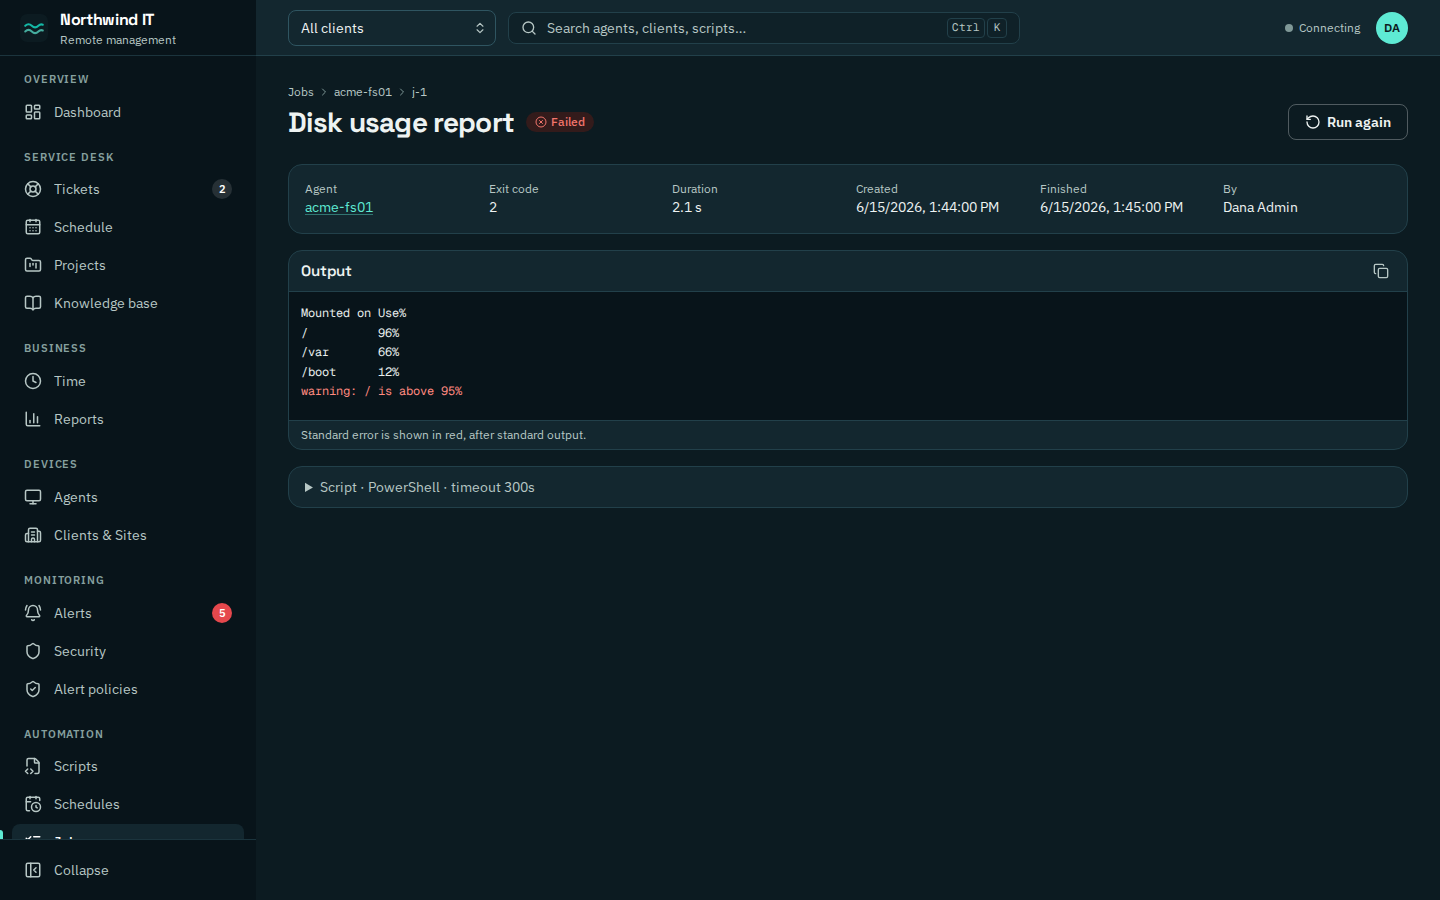 Northwind IT
Remote management
All clients
Search agents, clients, scripts...
Ctrl K
Connecting
DA
OVERVIEW
Dashboard
SERVICE DESK
Tickets 2
Schedule
Projects
Knowledge base
BUSINESS
Time
Reports
DEVICES
Agents
Clients & Sites
MONITORING
Alerts 5
Security
Alert policies
AUTOMATION
Scripts
Schedules
Collapse
Jobs > acme-fs01 > j-1
Disk usage report
Failed
Run again
Agent
acme-fs01
Exit code
2
Duration
2.1 s
Created
6/15/2026, 1:44:00 PM
Finished
6/15/2026, 1:45:00 PM
By
Dana Admin
Output
Mounted on Use%
/ 96%
/var 66%
/boot 12%
warning: / is above 95%
Standard error is shown in red, after standard output.
Script · PowerShell · timeout 300s